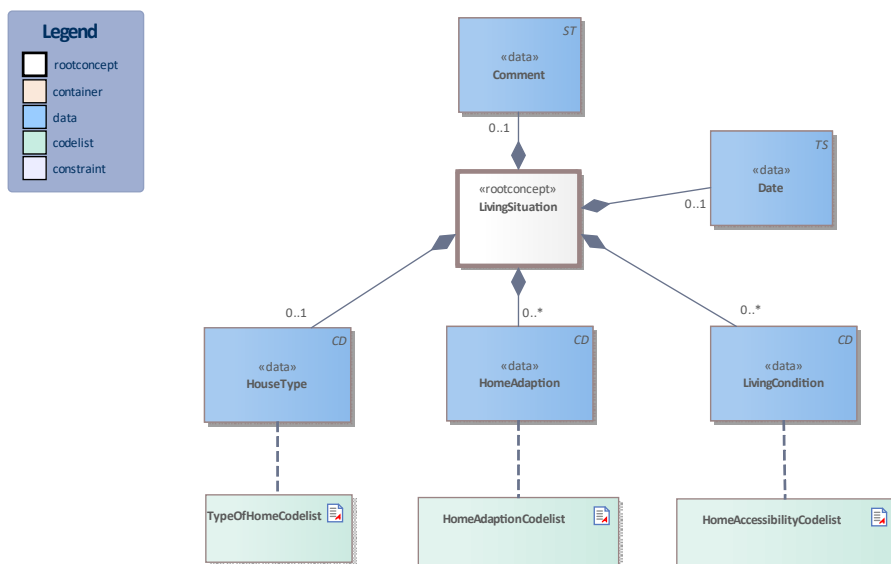 Legend
rootconcept
container
data
codelist
constraint
ST
«data»
Comment
0..1
TS
«data»
Date
0..1
«rootconcept»
LivingSituation
0..1
0..*
0..*
CD
«data»
HouseType
CD
«data»
HomeAdaption
CD
«data»
LivingCondition
TypeOfHomeCodelist
HomeAdaptionCodelist
HomeAccessibilityCodelist